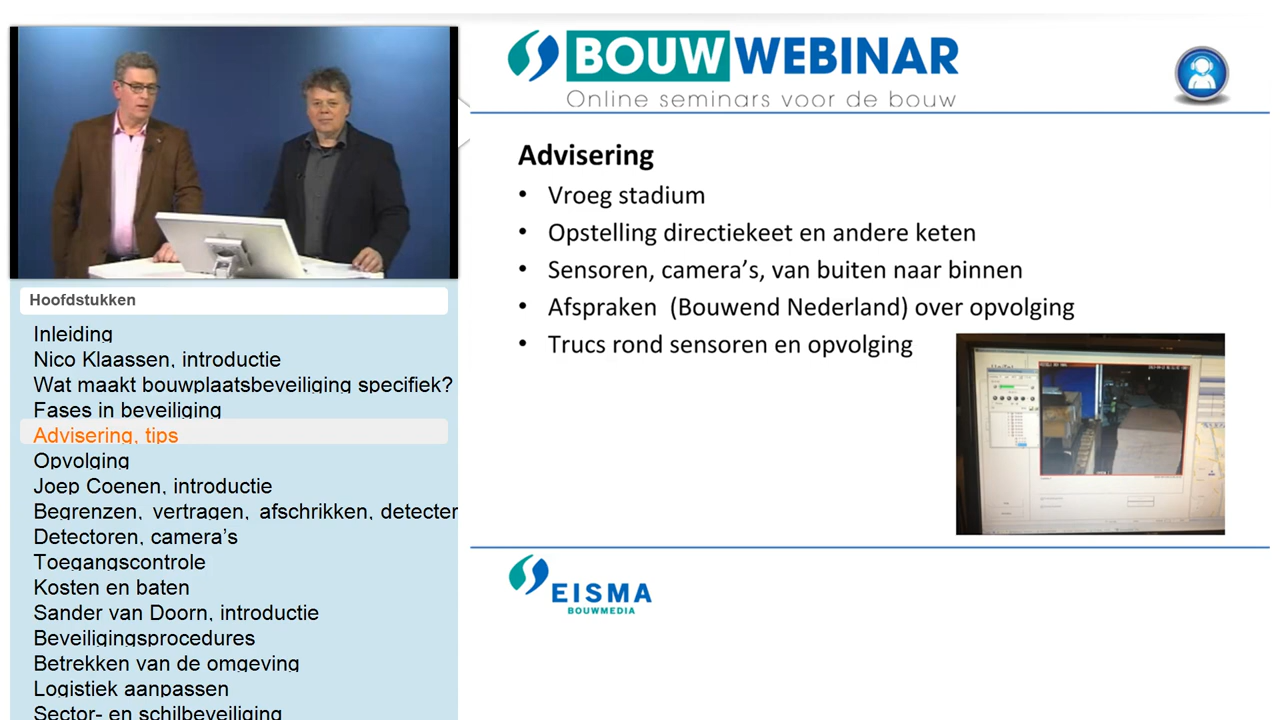 BOUWWEBINAR
Online seminars voor de bouw
Hoofdstukken
Inleiding
Nico Klaassen, introductie
Wat maakt bouwplaatsbeveiliging specifiek?
Fases in beveiliging
Advisering, tips
Opvolging
Joep Coenen, introductie
Begrenzen, vertragen, afschrikken, detecter
Detectoren, camera’s
Toegangscontrole
Kosten en baten
Sander van Doorn, introductie
Beveiligingsprocedures
Betrekken van de omgeving
Logistiek aanpassen
Sector- en schilbeveiliging
Advisering
• Vroeg stadium
• Opstelling directiekeet en andere keten
• Sensoren, camera’s, van buiten naar binnen
• Afspraken  (Bouwend Nederland) over opvolging
• Trucs rond sensoren en opvolging
EISMA
BOUWMEDIA